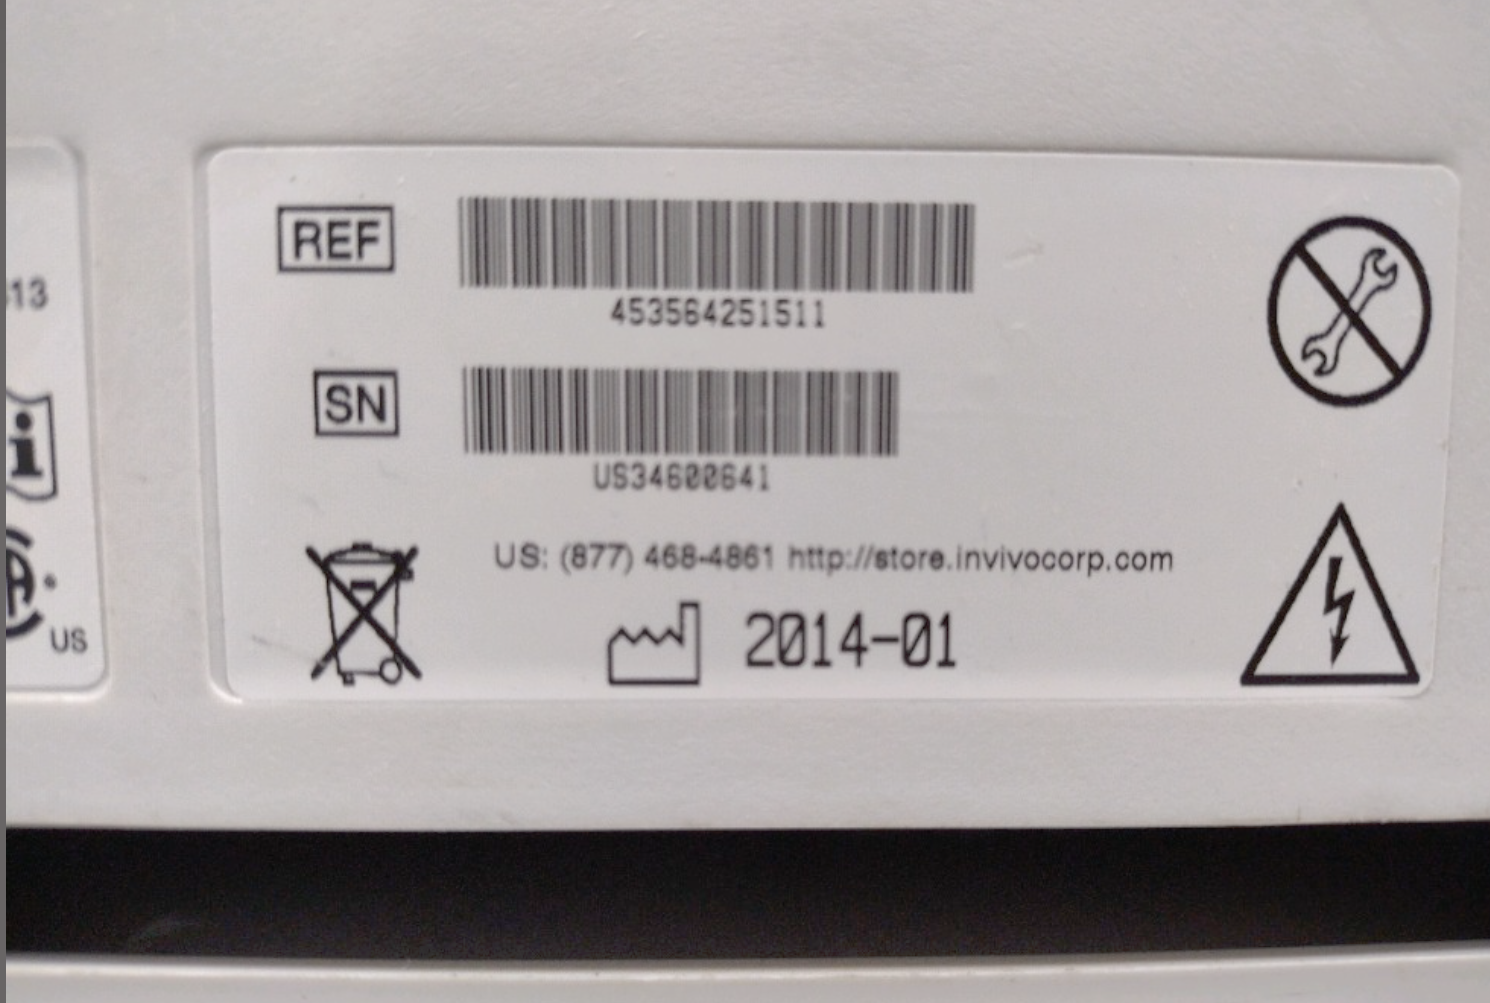 13
US
REF
453564251511
SN
US34600641
US: (877) 468-4861 http://store.invivocorp.com
2014-01